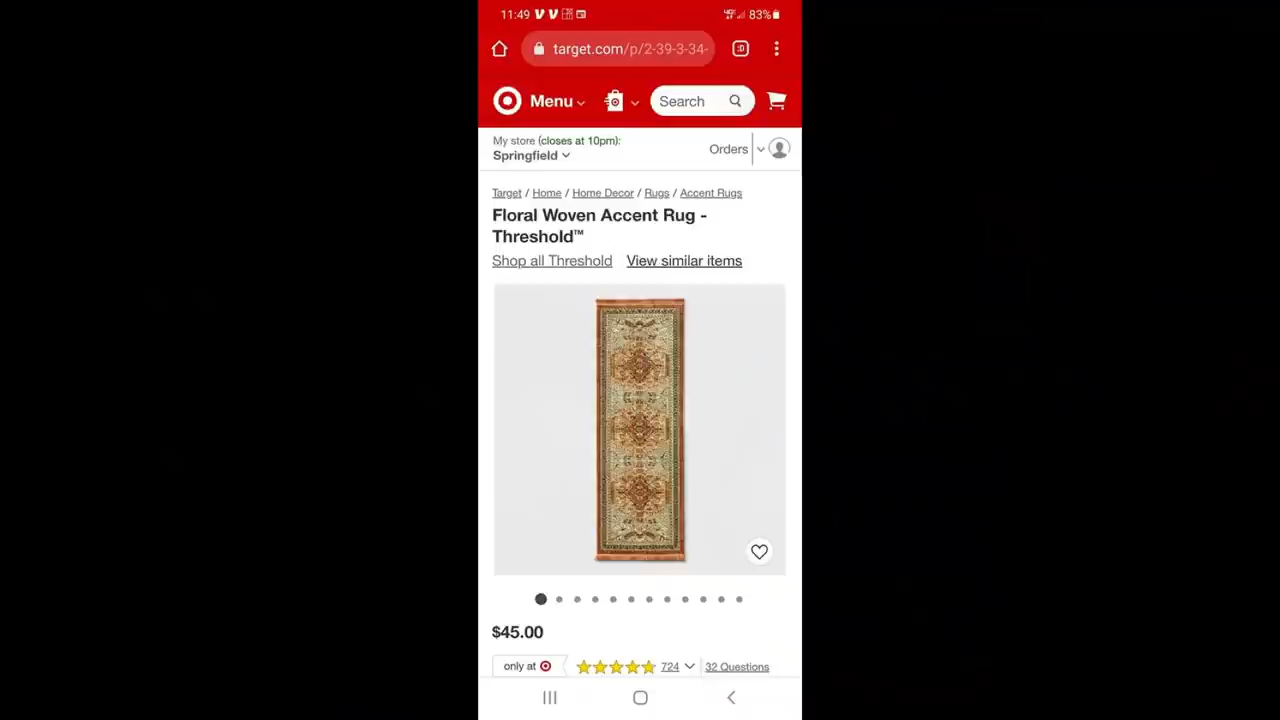 11:49
83%
target.com/p/2-39-3-34-
:D
Menu
Search
My store (closes at 10pm):
Springfield
Orders
Target / Home / Home Decor / Rugs / Accent Rugs
Floral Woven Accent Rug -
Threshold™
Shop all Threshold View similar items
$45.00
only at
724
32 Questions